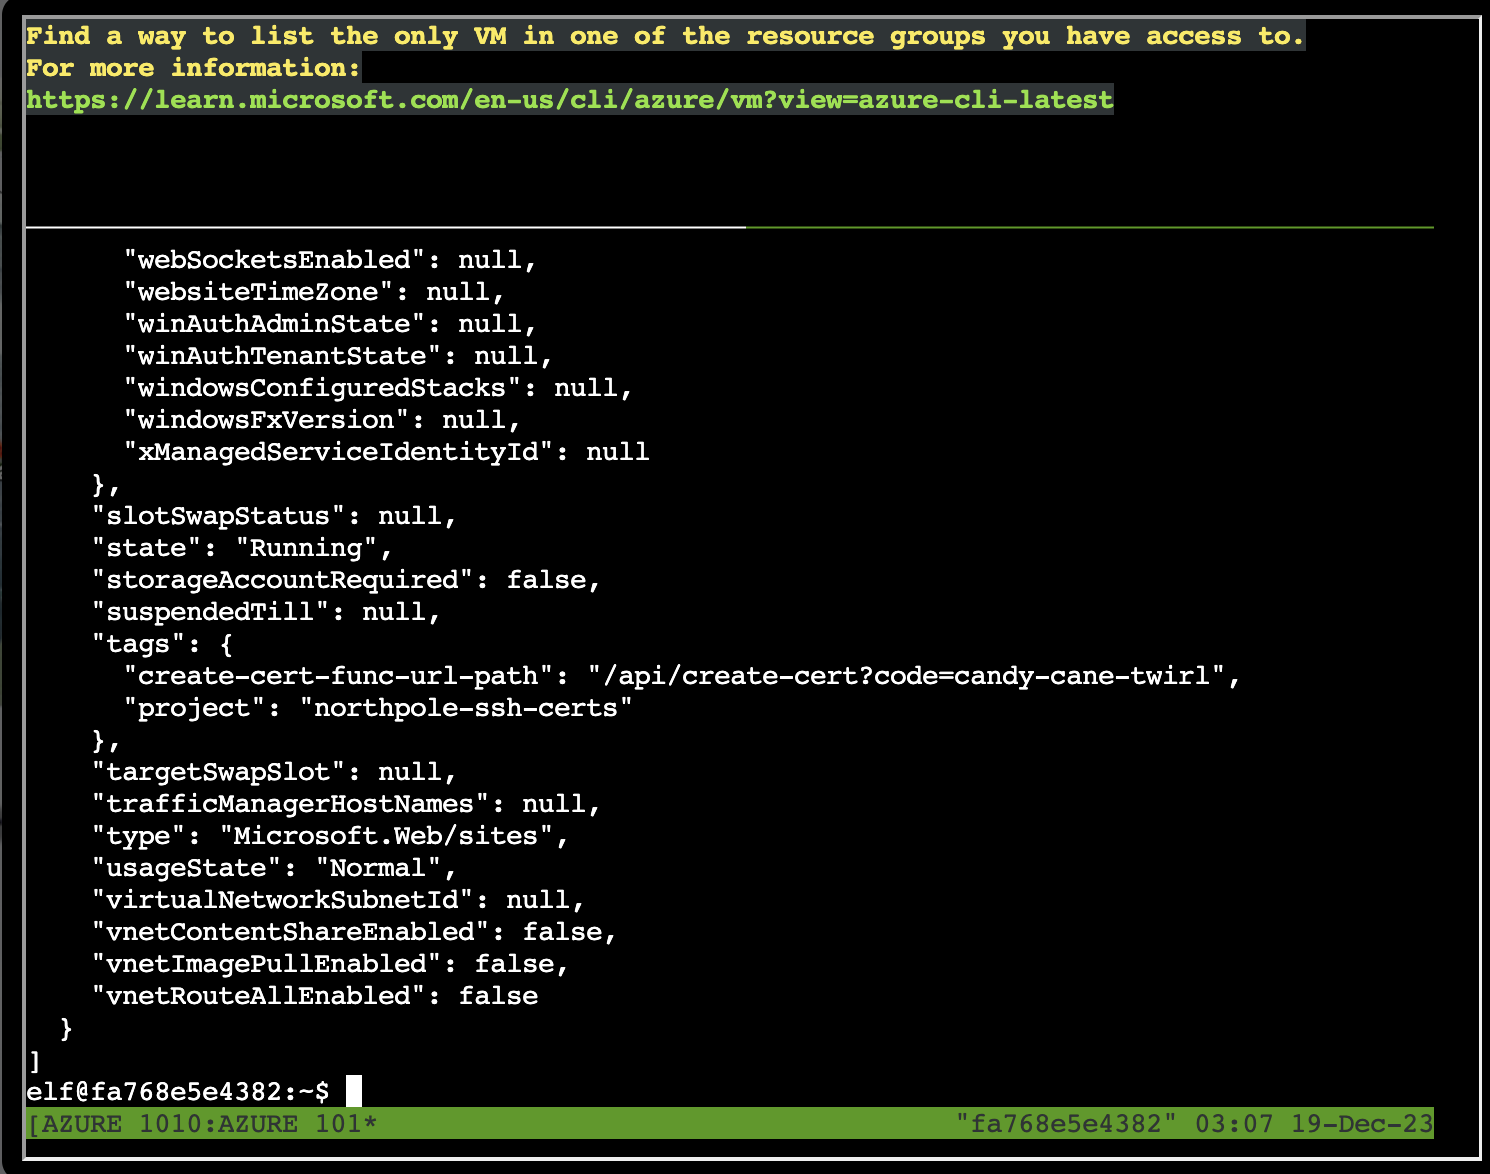 Find a way to list the only VM in one of the resource groups you have access to.
For more information:
https://learn.microsoft.com/en-us/cli/azure/vm?view=azure-cli-latest
      "webSocketsEnabled": null,
      "websiteTimeZone": null,
      "winAuthAdminState": null,
      "winAuthTenantState": null,
      "windowsConfiguredStacks": null,
      "windowsFxVersion": null,
      "xManagedServiceIdentityId": null
    },
    "slotSwapStatus": null,
    "state": "Running",
    "storageAccountRequired": false,
    "suspendedTill": null,
    "tags": {
      "create-cert-func-url-path": "/api/create-cert?code=candy-cane-twirl",
      "project": "northpole-ssh-certs"
    },
    "targetSwapSlot": null,
    "trafficManagerHostNames": null,
    "type": "Microsoft.Web/sites",
    "usageState": "Normal",
    "virtualNetworkSubnetId": null,
    "vnetContentShareEnabled": false,
    "vnetImagePullEnabled": false,
    "vnetRouteAllEnabled": false
  }
]
elf@fa768e5e4382:~$
[AZURE 1010:AZURE 101* "fa768e5e4382" 03:07 19-Dec-23